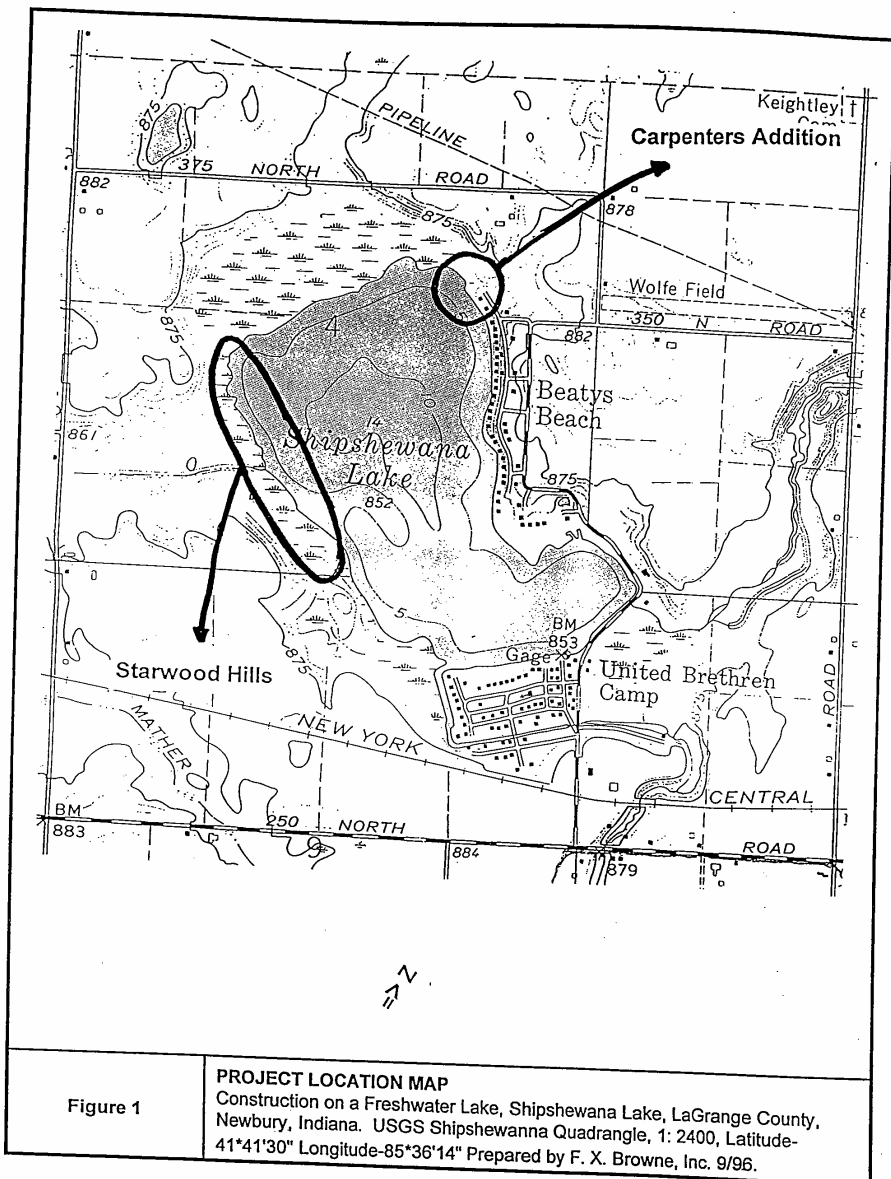 Keightley
PIPELINE
Carpenters Addition
875
375 NORTH ROAD
882
875
878
Wolfe Field
350 N ROAD
882
4
875
Beatys
Beach
14
Shipshewana
Lake
861
852
875
5
BM
853
Gage
United Brethren
Camp
ROAD
875
Starwood Hills
NEW YORK CENTRAL
MATHER
BM
883
250 NORTH ROAD
884
879
N
Figure 1
PROJECT LOCATION MAP
Construction on a Freshwater Lake, Shipshewana Lake, LaGrange County,
Newbury, Indiana. USGS Shipshewanna Quadrangle, 1: 2400, Latitude-
41*41'30" Longitude-85*36'14" Prepared by F. X. Browne, Inc. 9/96.